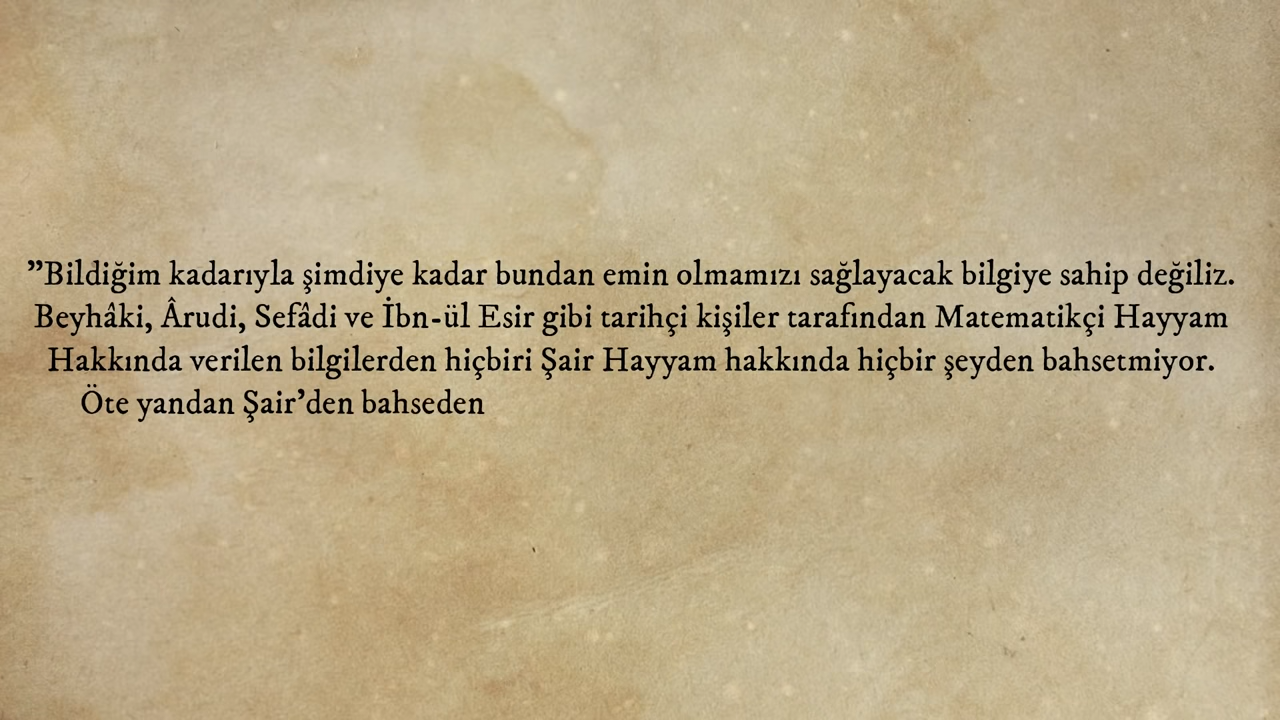 ”Bildiğim kadarıyla şimdiye kadar bundan emin olmamızı sağlayacak bilgiye sahip değiliz.
Beyhâki, Ârudi, Sefâdi ve İbn-ül Esir gibi tarihçi kişiler tarafından Matematikçi Hayyam
Hakkında verilen bilgilerden hiçbiri Şair Hayyam hakkında hiçbir şeyden bahsetmiyor.
Öte yandan Şair’den bahseden